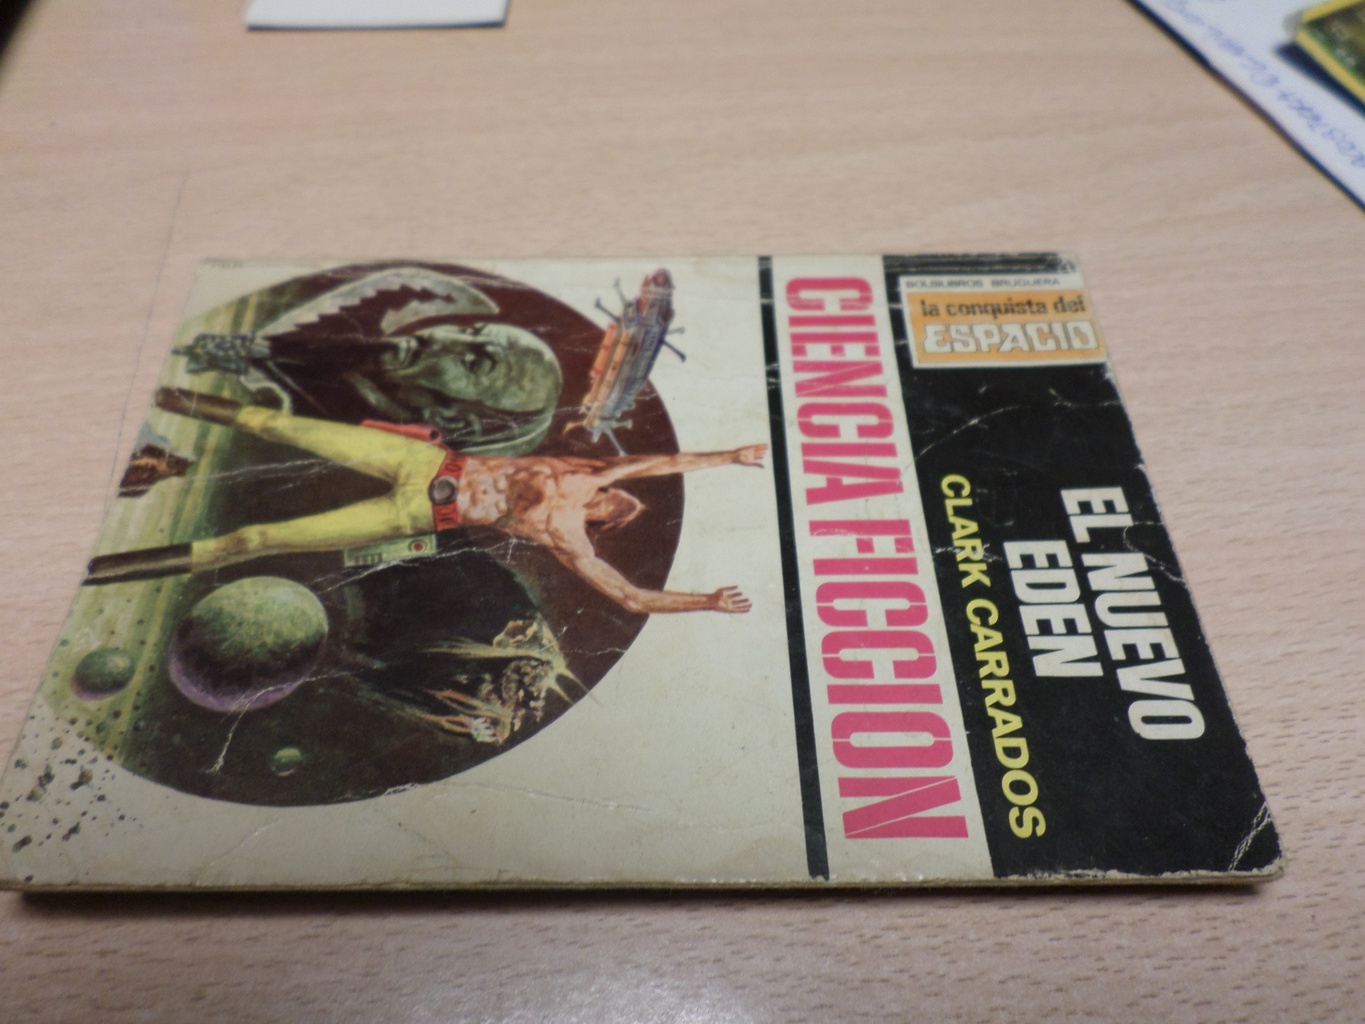 BOLSILIBROS BRUGUERA
la conquista del
ESPACIO
EL NUEVO
EDEN
CLARK CARRADOS
CIENCIA FICCION